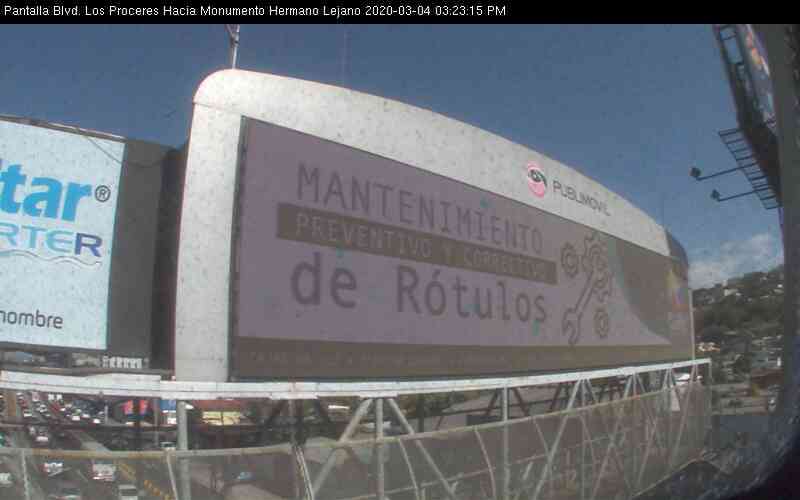 Pantalla Blvd. Los Proceres Hacia Monumento Hermano Lejano 2020-03-04 03:23:15 PM
PUBLIMOVIL
MANTENIMIENTO
PREVENTIVO Y CORRECTIVO
de Rótulos
tar®
RTER
nombre